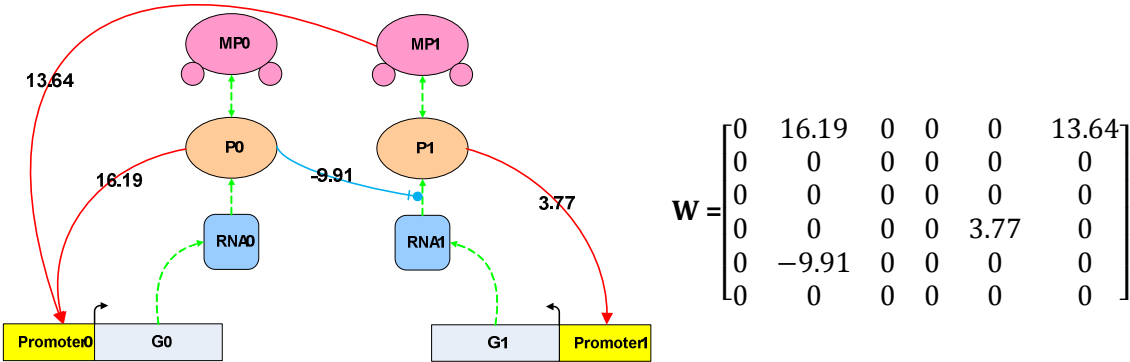 MP0
MP1
13.64
P0
P1
16.19
-9.91
3.77
RNA0
RNA1
Promoter0
G0
G1
Promoter1
W =
0 16.19 0 0 0 13.64
0 0 0 0 0 0
0 0 0 0 0 0
0 0 0 0 3.77 0
0 −9.91 0 0 0 0
0 0 0 0 0 0